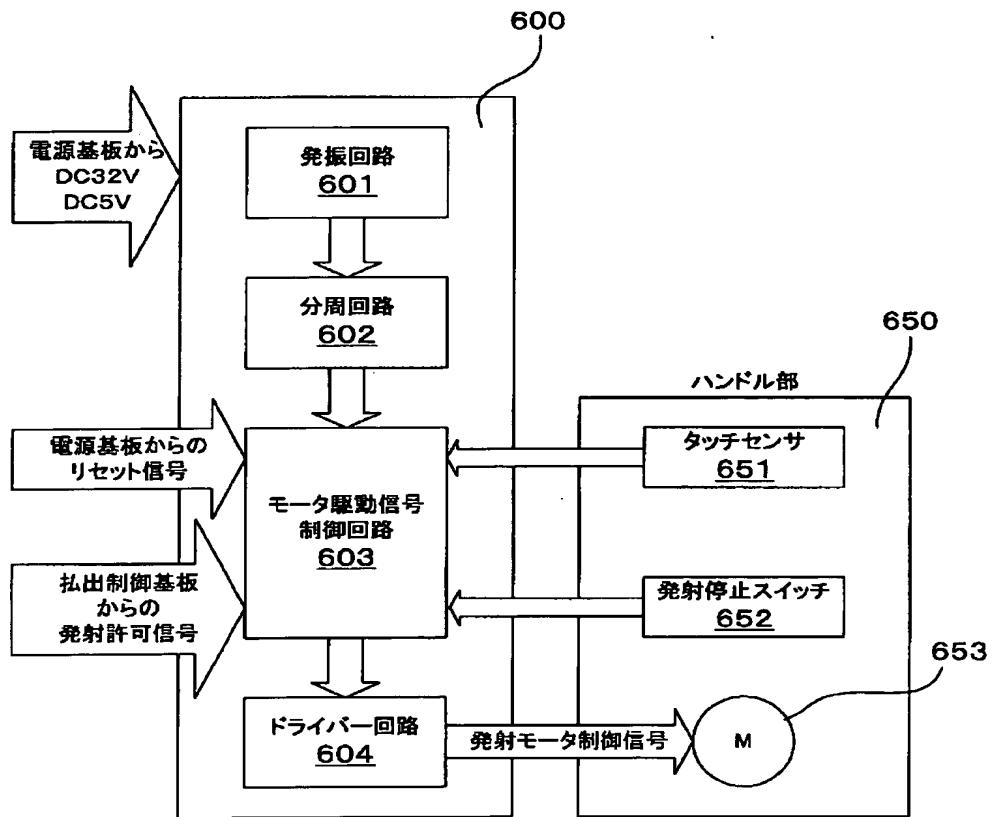 600
電源基板から
DC32V
DC5V
発振回路
601
分周回路
602
650
ハンドル部
電源基板からの
リセット信号
モータ駆動信号
制御回路
603
タッチセンサ
651
払出制御基板
からの
発射許可信号
発射停止スイッチ
652
653
ドライバー回路
604
発射モータ制御信号
M